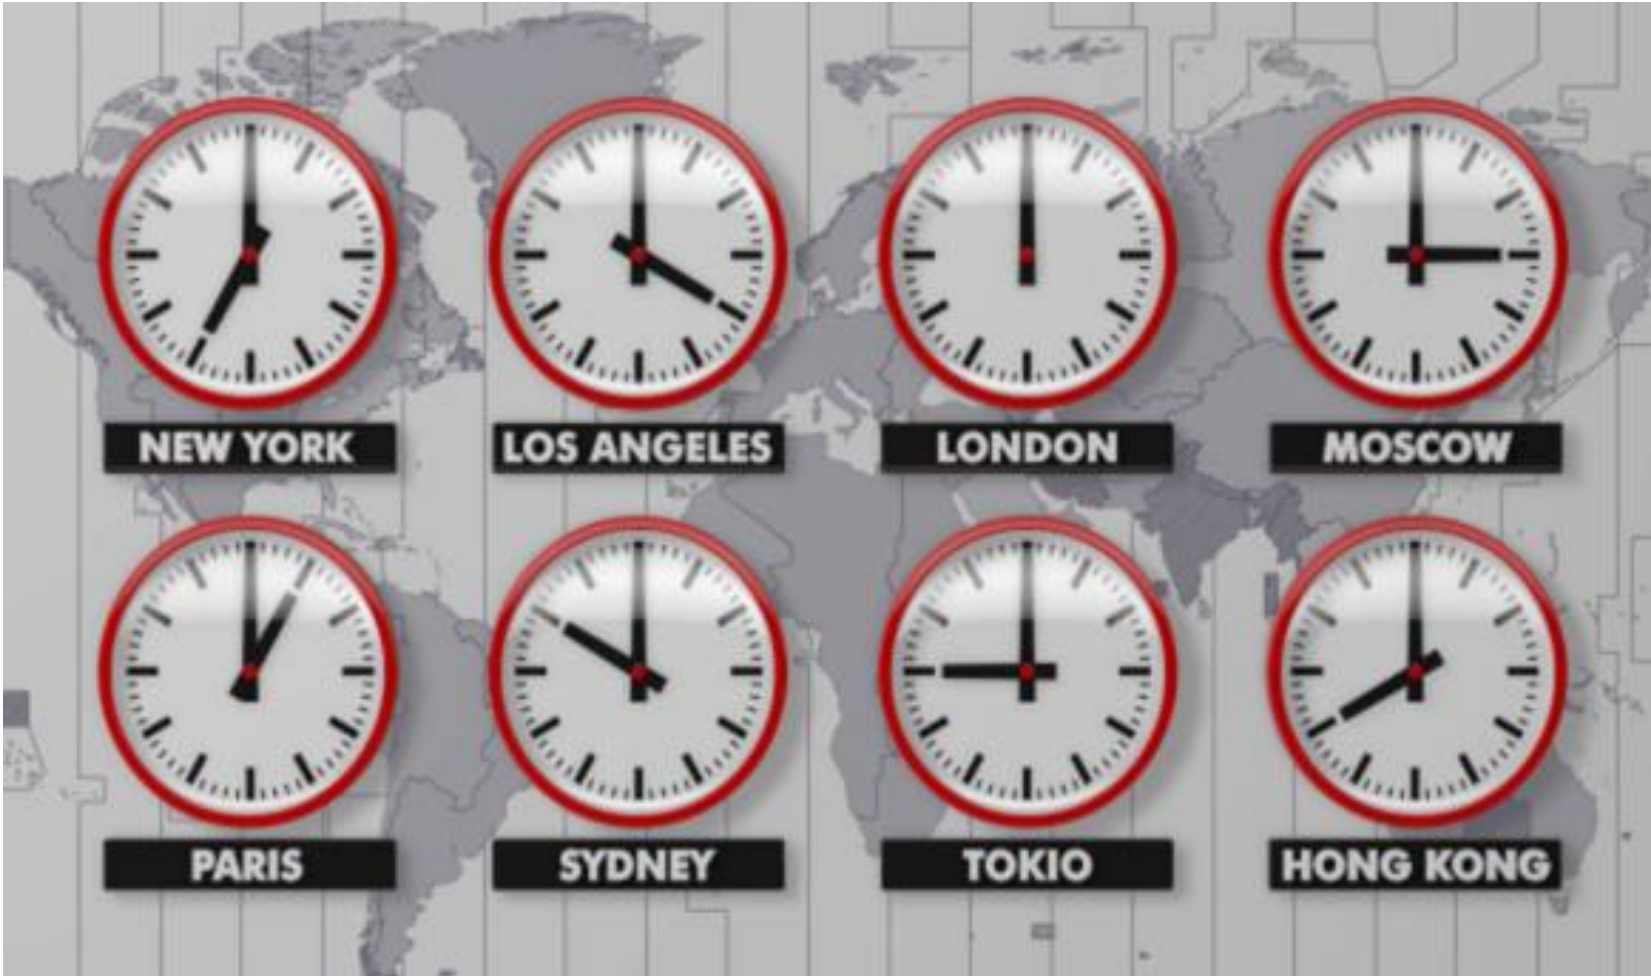 NEW YORK
LOS ANGELES
LONDON
MOSCOW
PARIS
SYDNEY
TOKIO
HONG KONG